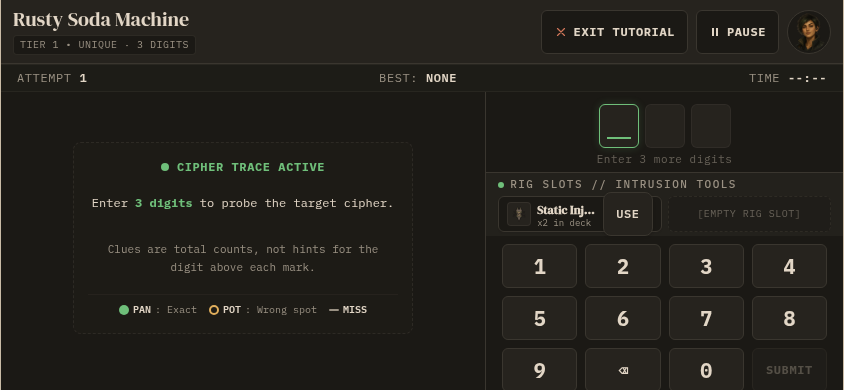 Rusty Soda Machine
TIER 1 • UNIQUE · 3 DIGITS
✕ EXIT TUTORIAL
PAUSE
ATTEMPT 1
BEST: NONE
TIME --:--
CIPHER TRACE ACTIVE
Enter 3 digits to probe the target cipher.
Clues are total counts, not hints for the
digit above each mark.
PAN : Exact
POT : Wrong spot
MISS
Enter 3 more digits
RIG SLOTS // INTRUSION TOOLS
Static Inj...
x2 in deck
USE
[EMPTY RIG SLOT]
1 2 3 4
5 6 7 8
9 ⌫ 0 SUBMIT